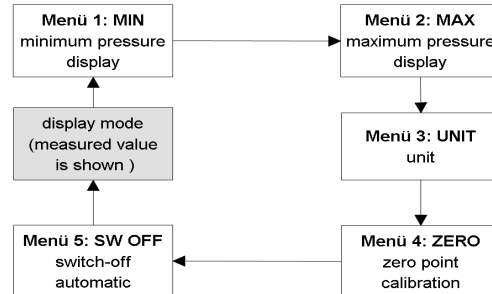 Menü 1: MIN
minimum pressure
display
Menü 2: MAX
maximum pressure
display
display mode
(measured value
is shown )
Menü 3: UNIT
unit
Menü 5: SW OFF
switch-off
automatic
Menü 4: ZERO
zero point
calibration